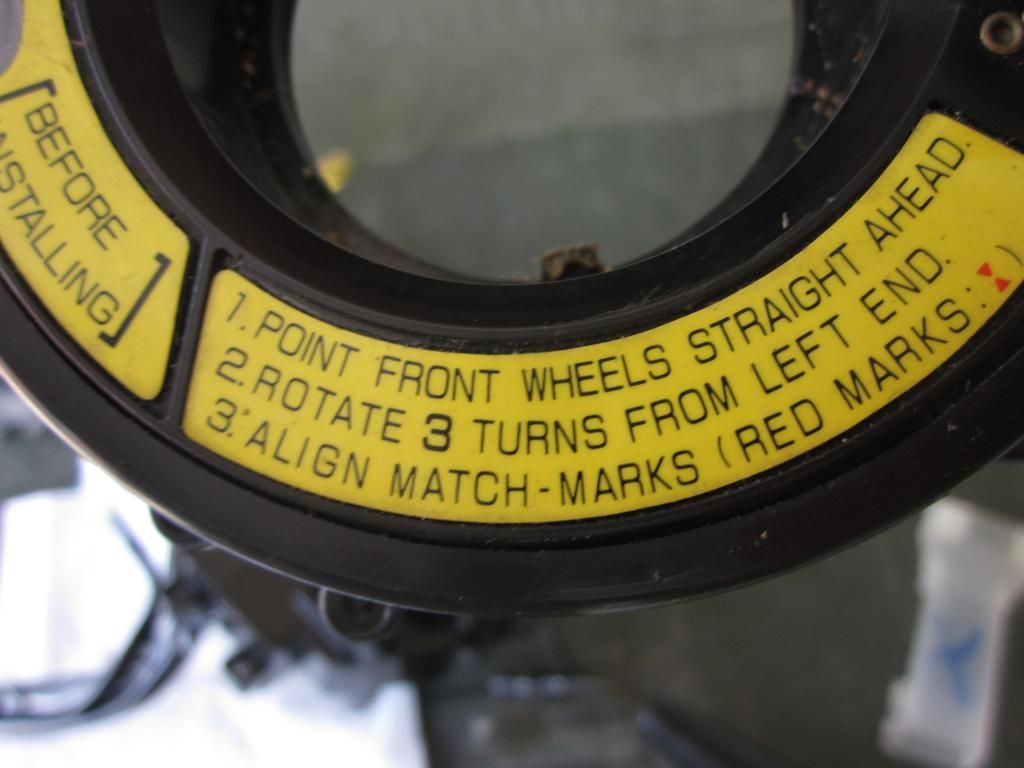 [BEFORE
INSTALLING]
1. POINT FRONT WHEELS STRAIGHT AHEAD.
2. ROTATE 3 TURNS FROM LEFT END.
3. ALIGN MATCH-MARKS (RED MARKS: )